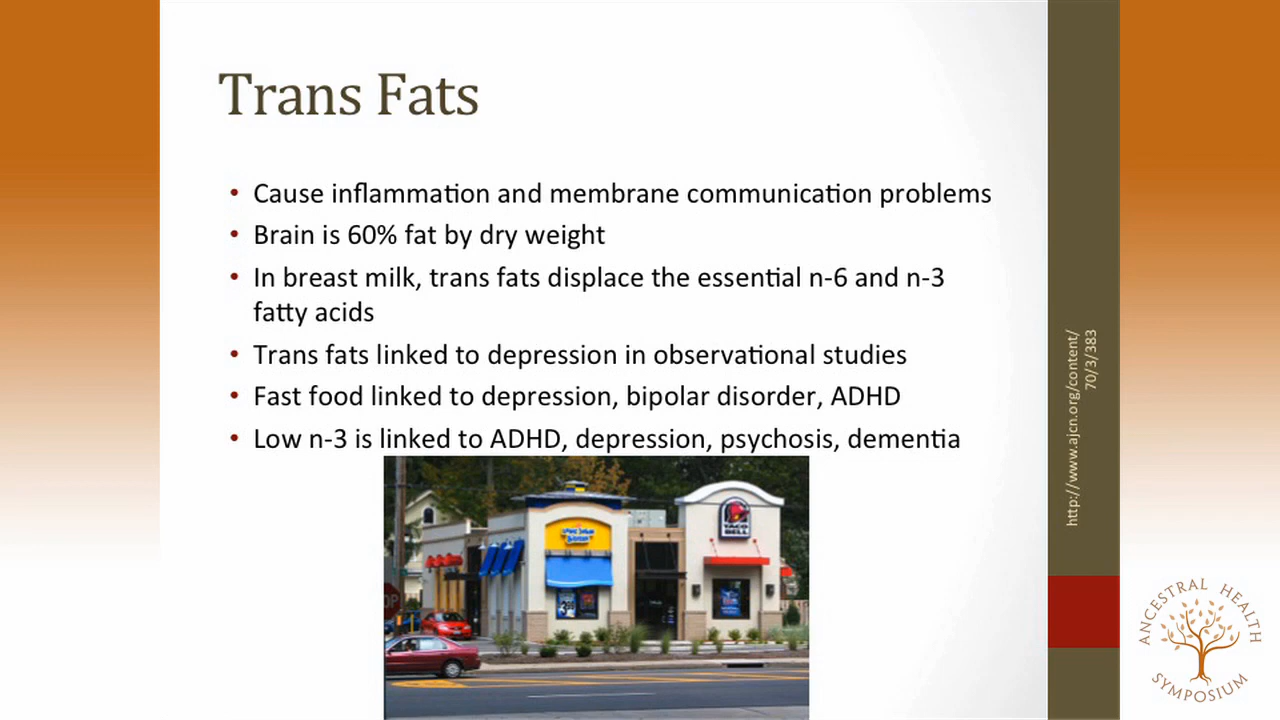 Trans Fats
• Cause inflammation and membrane communication problems
• Brain is 60% fat by dry weight
• In breast milk, trans fats displace the essential n-6 and n-3
fatty acids
• Trans fats linked to depression in observational studies
• Fast food linked to depression, bipolar disorder, ADHD
• Low n-3 is linked to ADHD, depression, psychosis, dementia
http://www.ajcn.org/content/
70/3/383
TACO
BELL
ANCESTRAL HEALTH
SYMPOSIUM